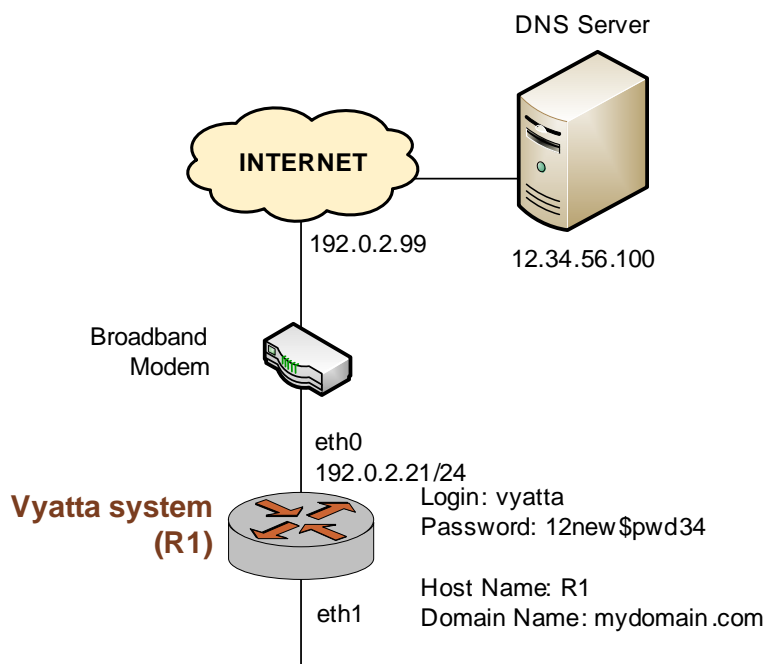 DNS Server
INTERNET
192.0.2.99
12.34.56.100
Broadband
Modem
eth0
192.0.2.21/24
Vyatta system
(R1)
Login: vyatta
Password: 12new$pwd34
Host Name: R1
Domain Name: mydomain.com
eth1